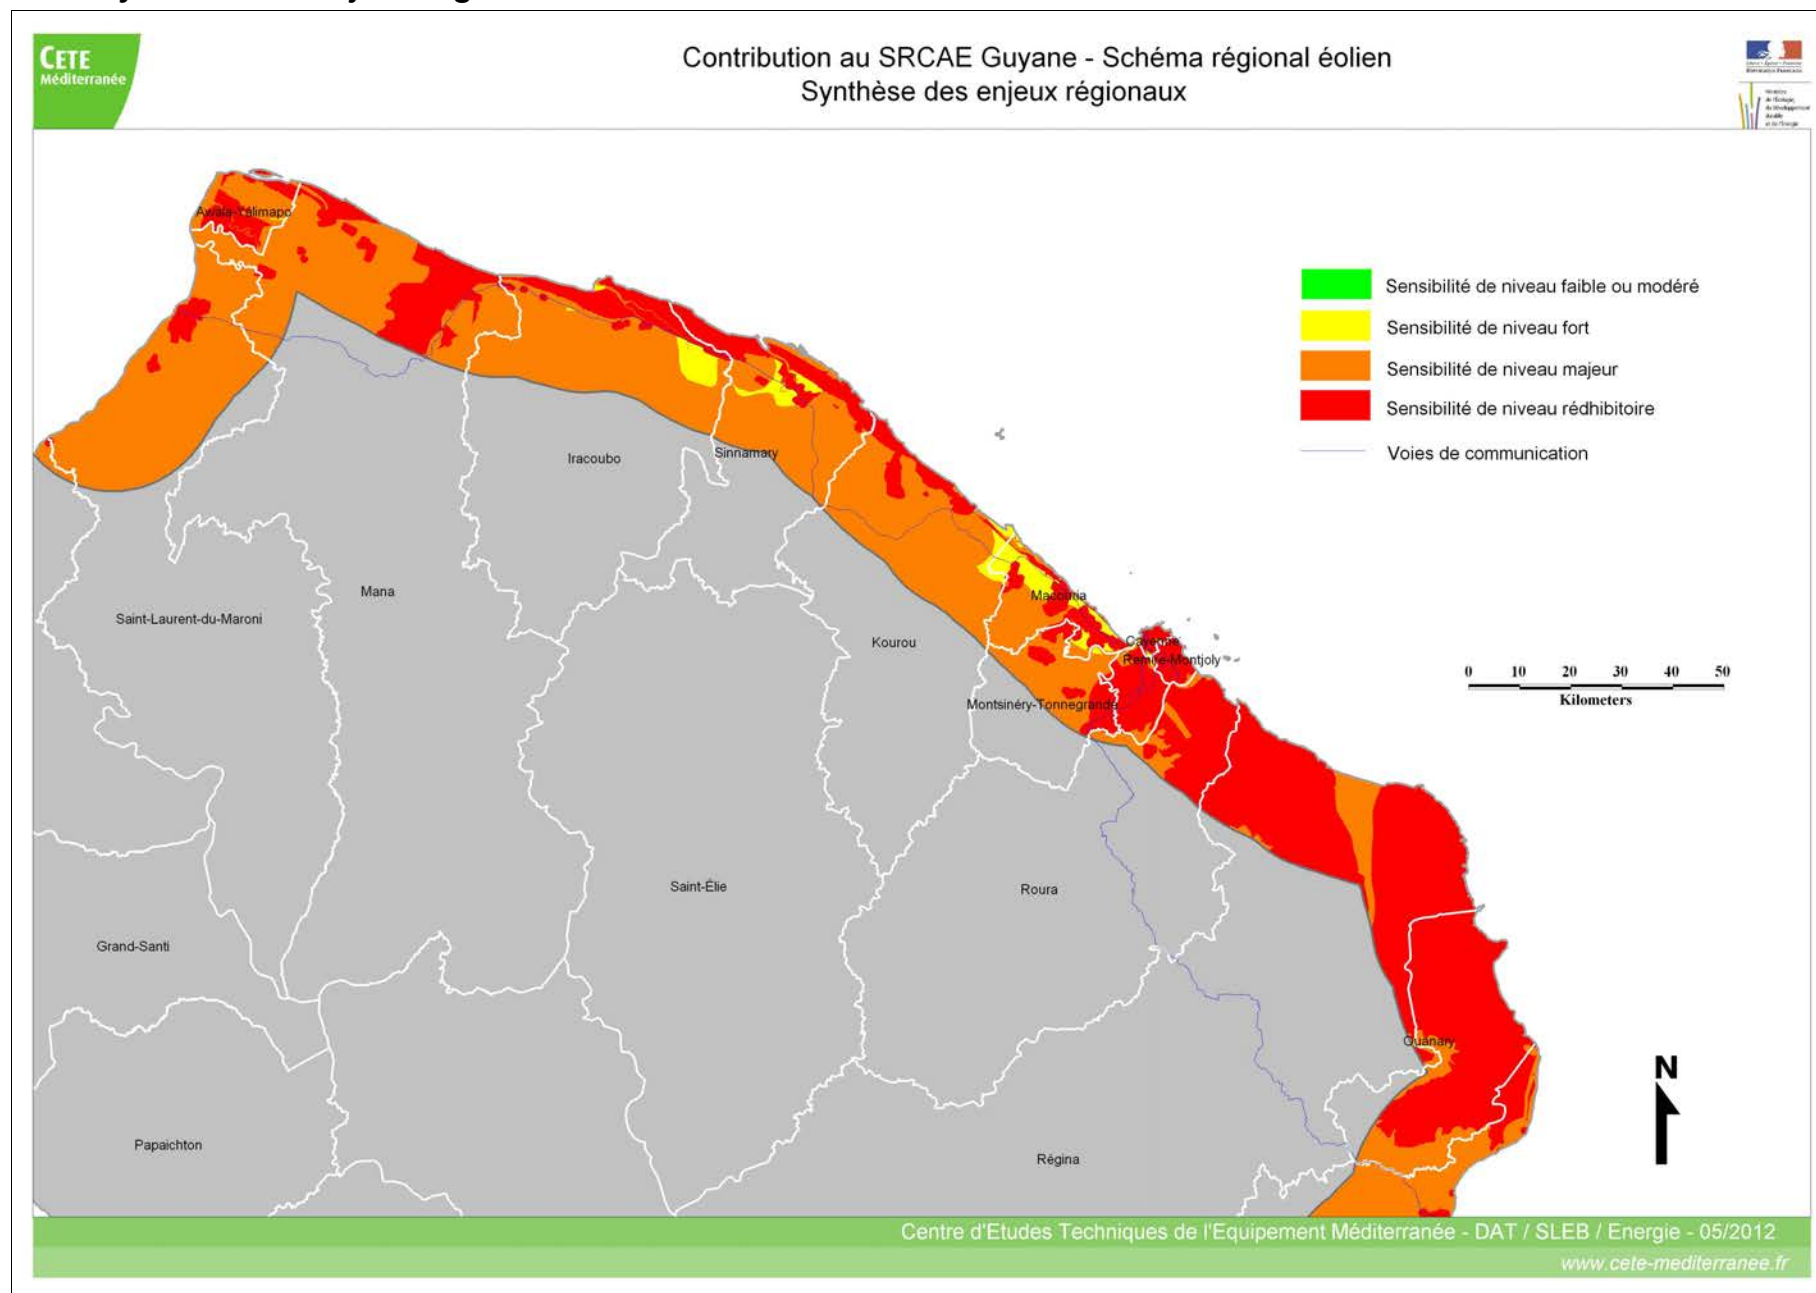 CETE
Méditerranée
Contribution au SRCAE Guyane - Schéma régional éolien
Synthèse des enjeux régionaux
Sensibilité de niveau faible ou modéré
Sensibilité de niveau fort
Sensibilité de niveau majeur
Sensibilité de niveau rédhibitoire
Voies de communication
Awala-Yalimapo
Iracoubo
Sinnamary
Mana
Saint-Laurent-du-Maroni
Macouria
Kourou
Cayenne
Remire-Montjoly
Montsinéry-Tonnegrande
0 10 20 30 40 50
Kilometers
Saint-Élie
Roura
Grand-Santi
Ouanary
N
Papaichton
Régina
Centre d'Etudes Techniques de l'Equipement Méditerranée - DAT / SLEB / Energie - 05/2012
www.cete-mediterranee.fr